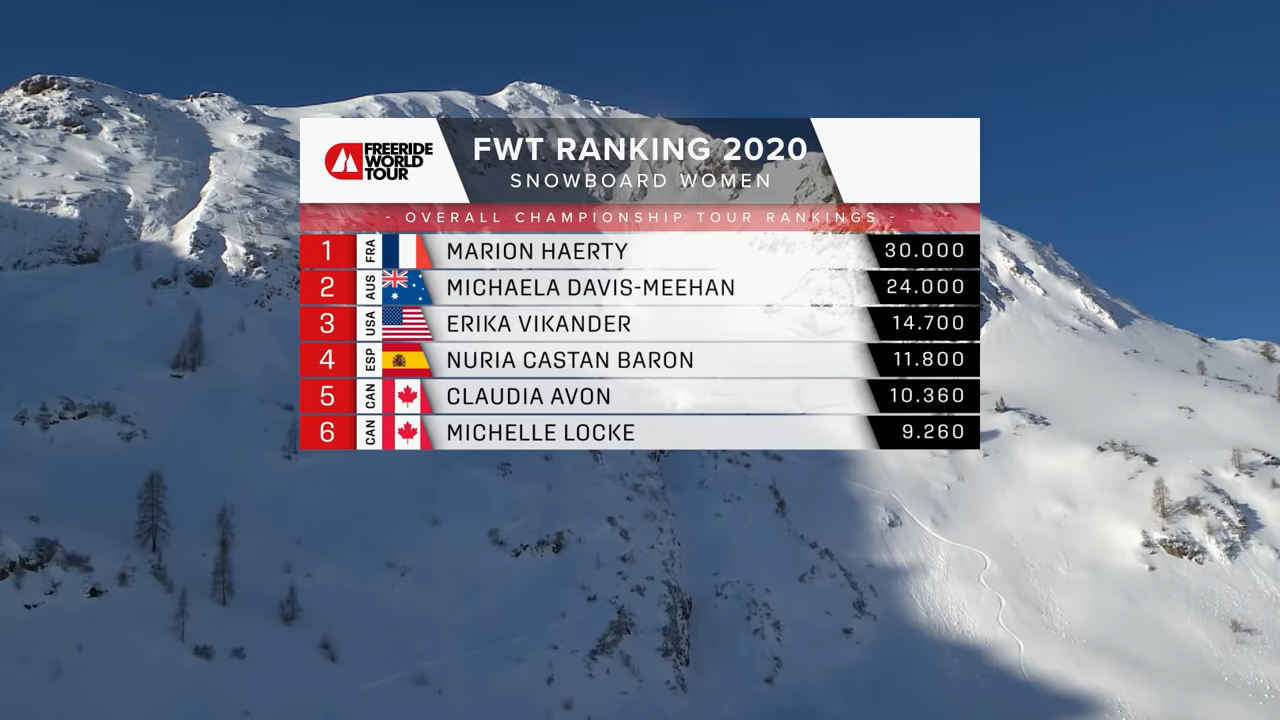 FREERIDE
WORLD
TOUR
FWT RANKING 2020
SNOWBOARD WOMEN
- OVERALL CHAMPIONSHIP TOUR RANKINGS -
1 FRA MARION HAERTY 30.000
2 AUS MICHAELA DAVIS-MEEHAN 24.000
3 USA ERIKA VIKANDER 14.700
4 ESP NURIA CASTAN BARON 11.800
5 CAN CLAUDIA AVON 10.360
6 CAN MICHELLE LOCKE 9.260